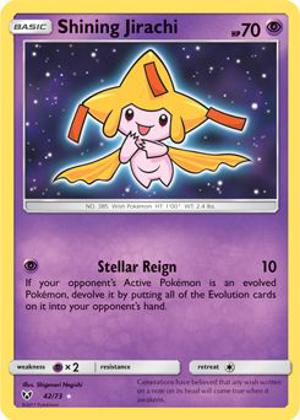 BASIC Shining Jirachi HP70
NO. 385 Wish Pokémon HT: 1'00" WT: 2.4 lbs.
Stellar Reign 10
If your opponent's Active Pokémon is an evolved
Pokémon, devolve it by putting all of the Evolution cards
on it into your opponent's hand.
weakness ×2 resistance retreat
Illus. Shigenori Negishi
42/73
©2017 Pokémon
Generations have believed that any wish written
on a note on its head will come true when it
awakens.